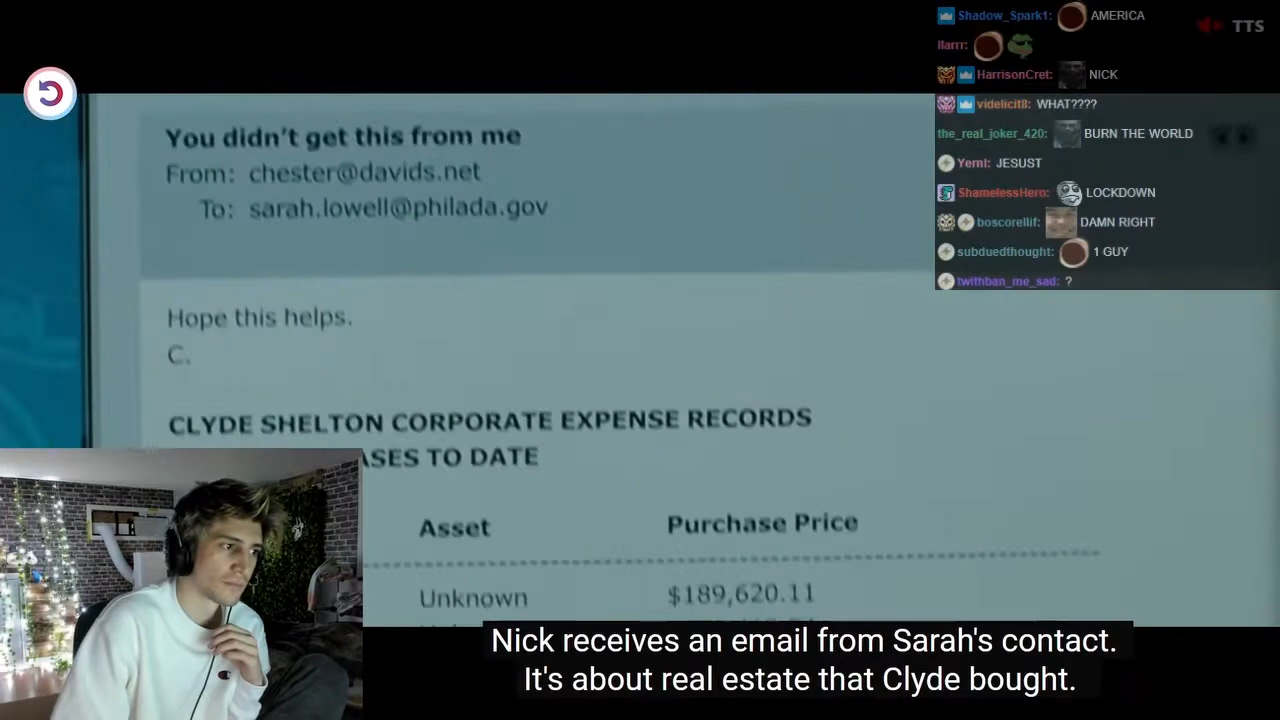 Shadow_Spark1: AMERICA
TTS
llarrr:
HarrisonCret: NICK
videlicit8: WHAT????
the_real_joker_420: BURN THE WORLD
Yeml: JESUST
ShamelessHero: LOCKDOWN
boscorellif: DAMN RIGHT
subduedthought: 1 GUY
twithban_me_sad: ?
You didn't get this from me
From: chester@davids.net
To: sarah.lowell@philada.gov
Hope this helps.
C.
CLYDE SHELTON CORPORATE EXPENSE RECORDS
ASES TO DATE
Asset Purchase Price
Unknown $189,620.11
Nick receives an email from Sarah's contact.
It's about real estate that Clyde bought.